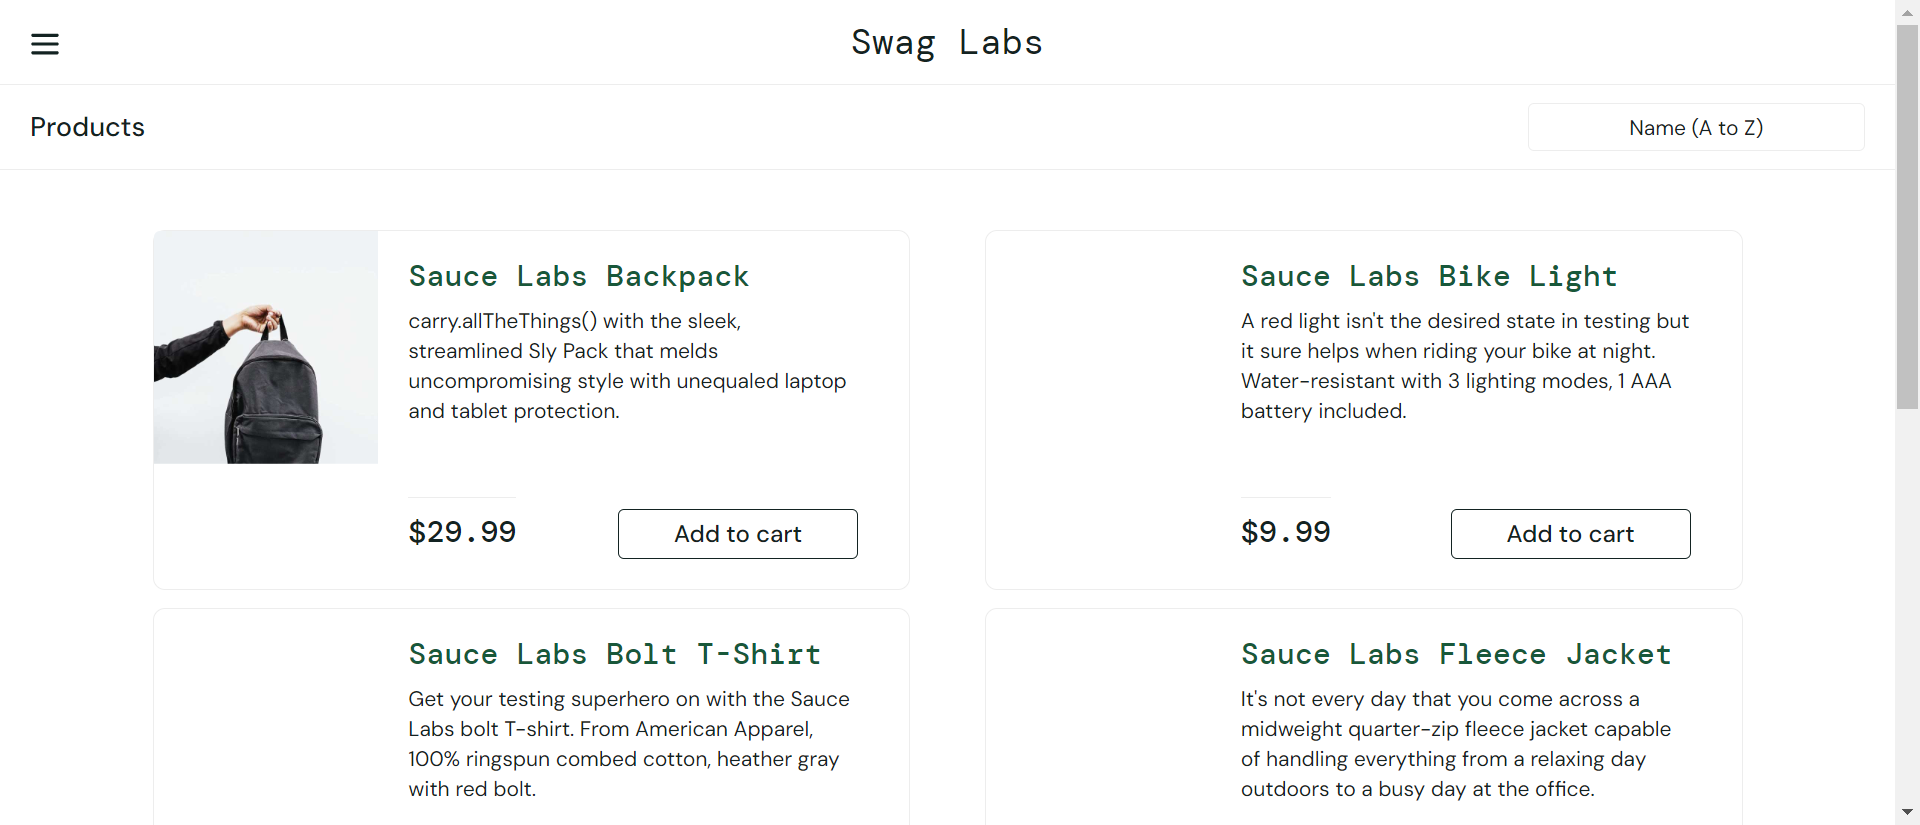 Swag Labs
Products
Name (A to Z)
Sauce Labs Backpack
carry.allTheThings() with the sleek,
streamlined Sly Pack that melds
uncompromising style with unequaled laptop
and tablet protection.
$29.99
Add to cart
Sauce Labs Bike Light
A red light isn't the desired state in testing but
it sure helps when riding your bike at night.
Water-resistant with 3 lighting modes, 1 AAA
battery included.
$9.99
Add to cart
Sauce Labs Bolt T-Shirt
Get your testing superhero on with the Sauce
Labs bolt T-shirt. From American Apparel,
100% ringspun combed cotton, heather gray
with red bolt.
Sauce Labs Fleece Jacket
It's not every day that you come across a
midweight quarter-zip fleece jacket capable
of handling everything from a relaxing day
outdoors to a busy day at the office.